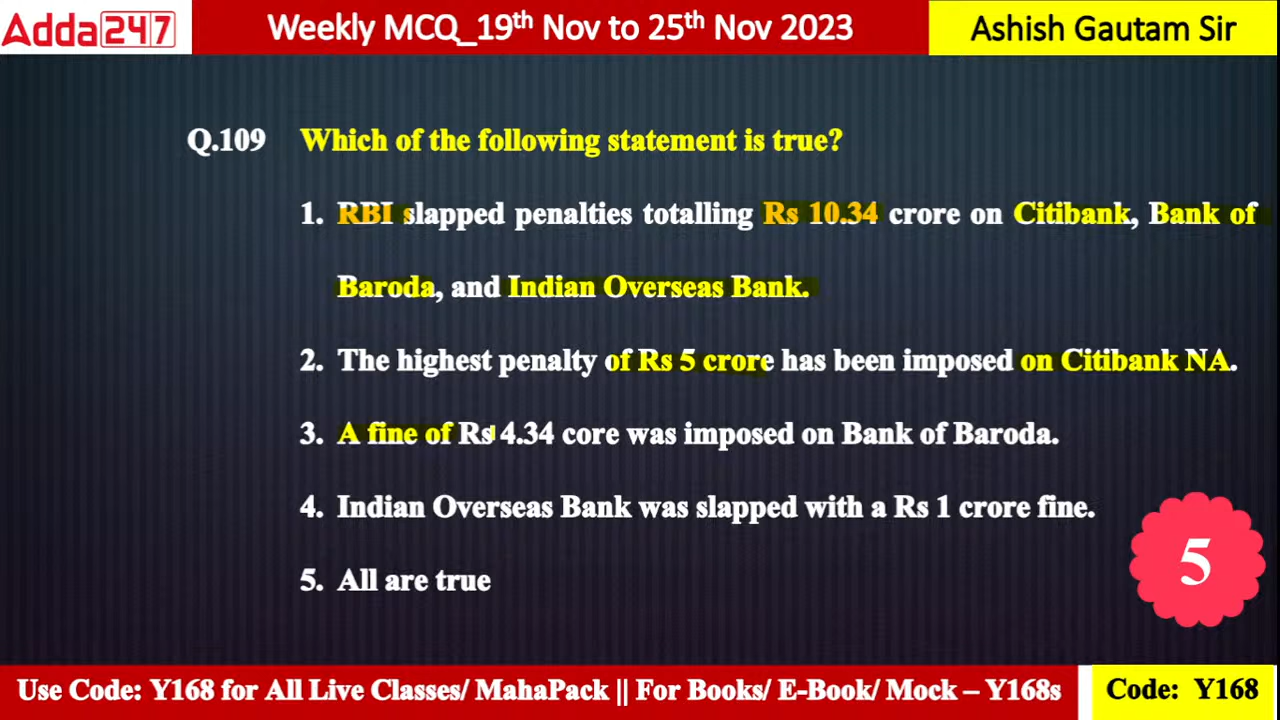 Adda247
Weekly MCQ_19th Nov to 25th Nov 2023
Ashish Gautam Sir
Q.109 Which of the following statement is true?
1. RBI slapped penalties totalling Rs 10.34 crore on Citibank, Bank of
Baroda, and Indian Overseas Bank.
2. The highest penalty of Rs 5 crore has been imposed on Citibank NA.
3. A fine of Rs 4.34 core was imposed on Bank of Baroda.
4. Indian Overseas Bank was slapped with a Rs 1 crore fine.
5. All are true
5
Use Code: Y168 for All Live Classes/ MahaPack || For Books/ E-Book/ Mock – Y168s
Code: Y168